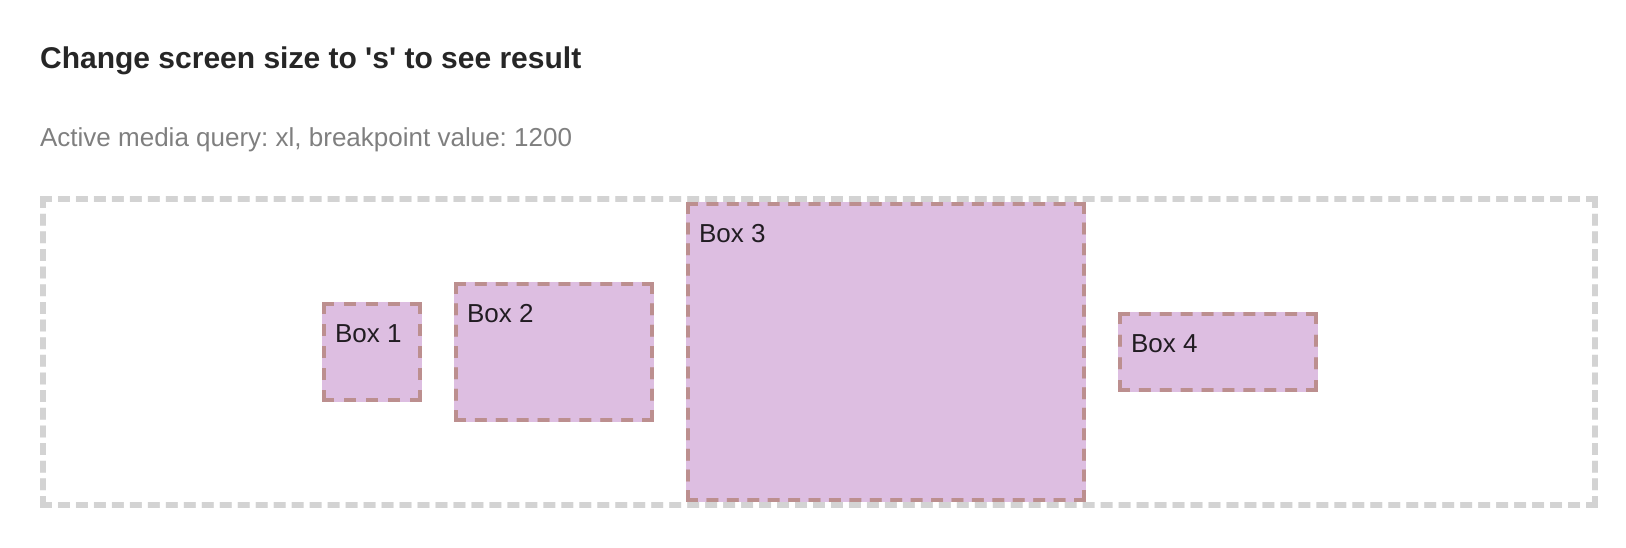 Change screen size to 's' to see result
Active media query: xl, breakpoint value: 1200
Box 1
Box 2
Box 3
Box 4